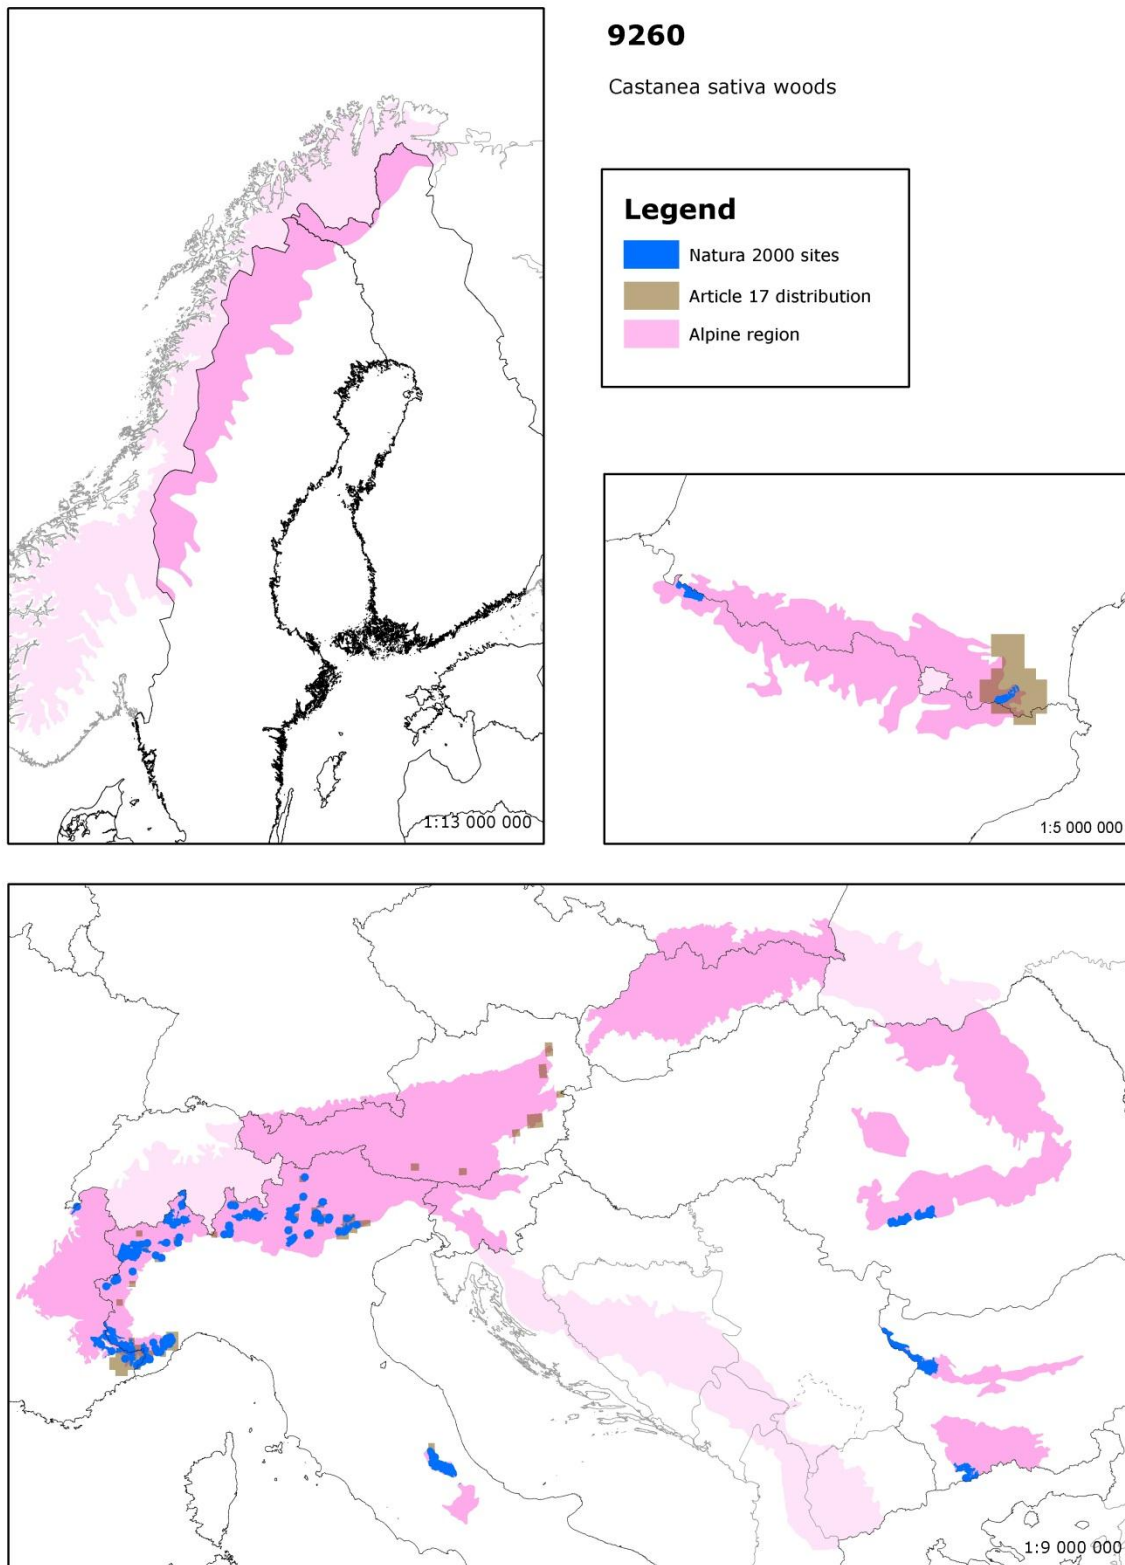 9260
Castanea sativa woods
Legend
Natura 2000 sites
Article 17 distribution
Alpine region
1:13 000 000
1:5 000 000
1:9 000 000